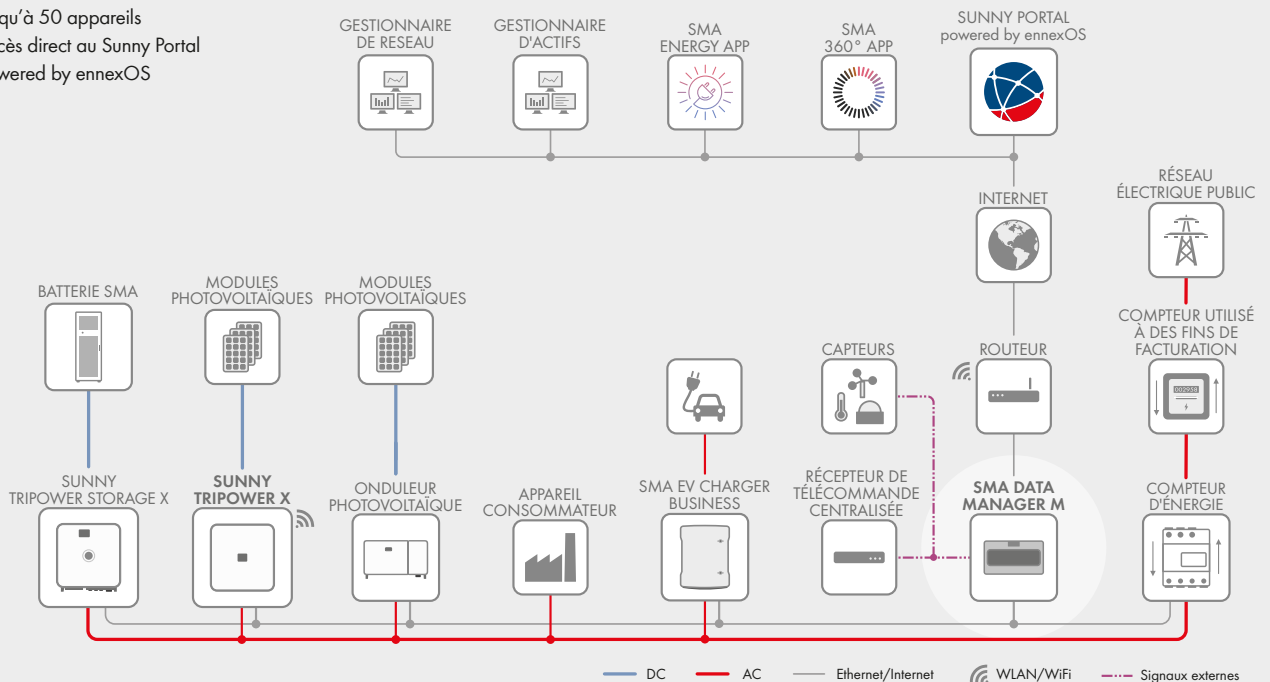 qu'à 50 appareils
cès direct au Sunny Portal
wered by ennexOS
GESTIONNAIRE
DE RESEAU
GESTIONNAIRE
D'ACTIFS
SMA
ENERGY APP
SMA
360° APP
SUNNY PORTAL
powered by ennexOS
INTERNET
RÉSEAU
ÉLECTRIQUE PUBLIC
BATTERIE SMA
MODULES
PHOTOVOLTAÏQUES
MODULES
PHOTOVOLTAÏQUES
CAPTEURS
ROUTEUR
COMPTEUR UTILISÉ
À DES FINS DE
FACTURATION
SUNNY
TRIPOWER STORAGE X
SUNNY
TRIPOWER X
ONDULEUR
PHOTOVOLTAÏQUE
APPAREIL
CONSOMMATEUR
SMA EV CHARGER
BUSINESS
RÉCEPTEUR DE
TÉLÉCOMMANDE
CENTRALISÉE
SMA DATA
MANAGER M
COMPTEUR
D'ÉNERGIE
DC
AC
Ethernet/Internet
WLAN/WiFi
Signaux externes